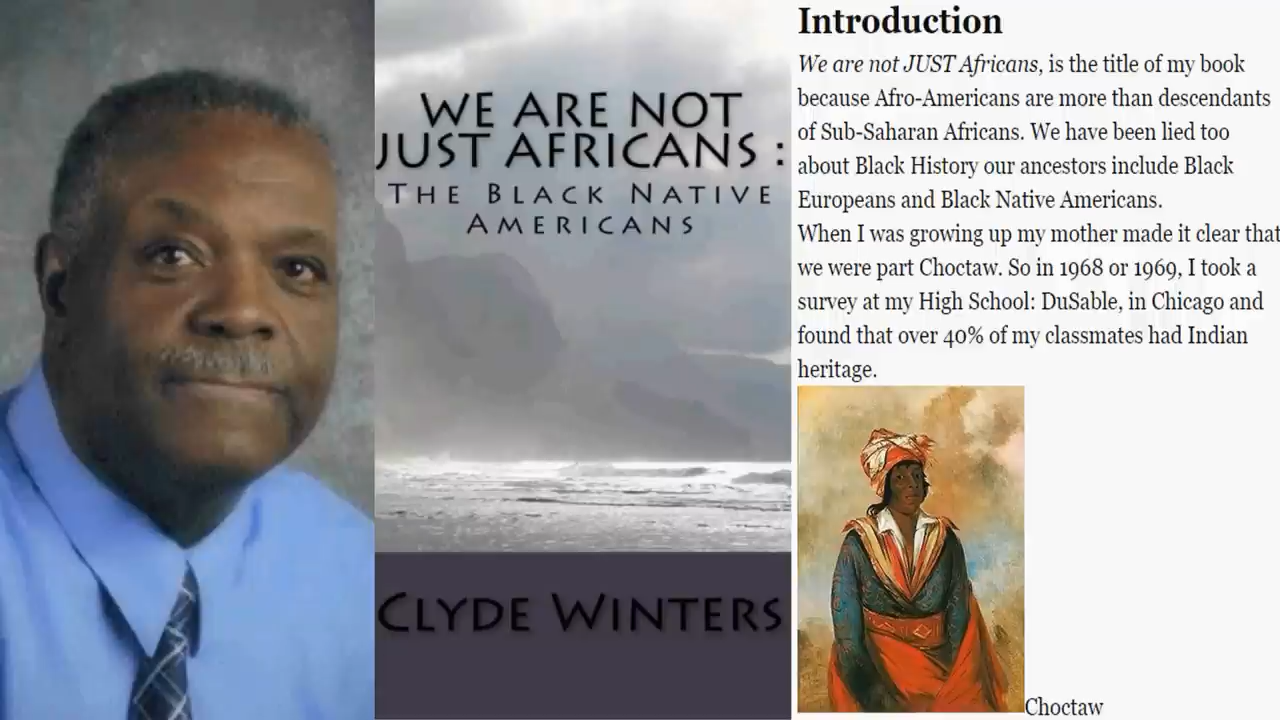 WE ARE NOT
JUST AFRICANS :
THE BLACK NATIVE
AMERICANS
CLYDE WINTERS
Introduction
We are not JUST Africans, is the title of my book
because Afro-Americans are more than descendants
of Sub-Saharan Africans. We have been lied too
about Black History our ancestors include Black
Europeans and Black Native Americans.
When I was growing up my mother made it clear that
we were part Choctaw. So in 1968 or 1969, I took a
survey at my High School: DuSable, in Chicago and
found that over 40% of my classmates had Indian
heritage.
Choctaw